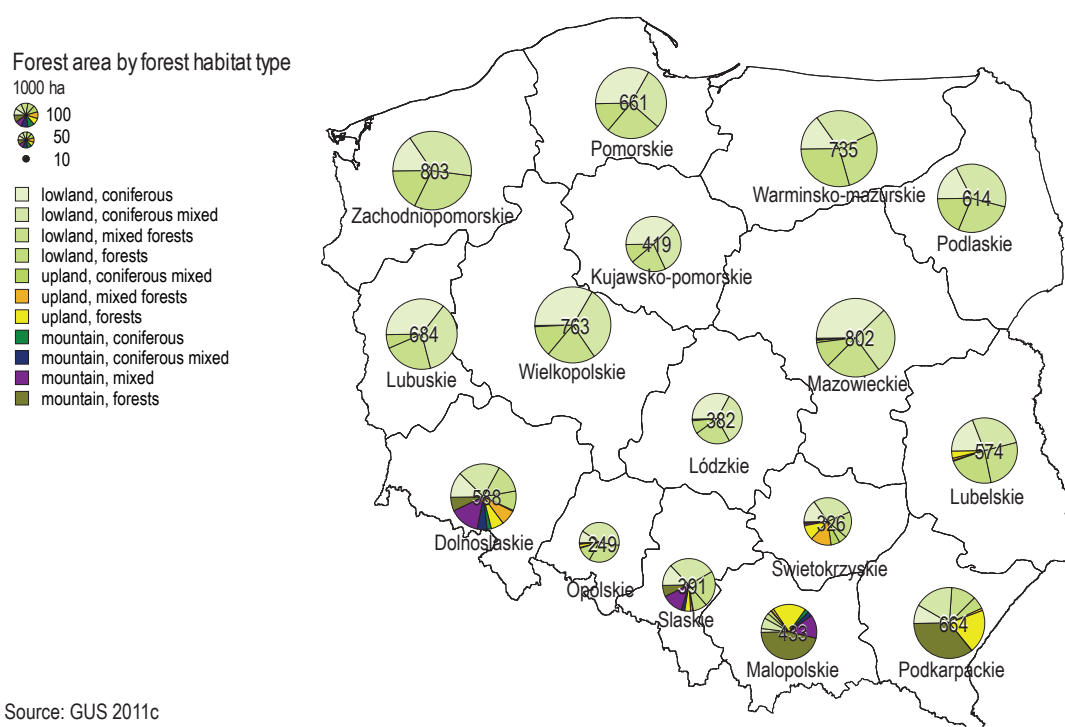 Forest area by forest habitat type
1000 ha
100
50
10
lowland, coniferous
lowland, coniferous mixed
lowland, mixed forests
lowland, forests
upland, coniferous mixed
upland, mixed forests
upland, forests
mountain, coniferous
mountain, coniferous mixed
mountain, mixed
mountain, forests
661
Pomorskie
735
Warminsko-mazurskie
803
Zachodniopomorskie
614
Podlaskie
419
Kujawsko-pomorskie
684
Lubuskie
763
Wielkopolskie
802
Mazowieckie
382
Lódzkie
574
Lubelskie
588
Dolnoslaskie
249
Opolskie
326
Swietokrzyskie
391
Slaskie
433
Malopolskie
664
Podkarpackie
Source: GUS 2011c